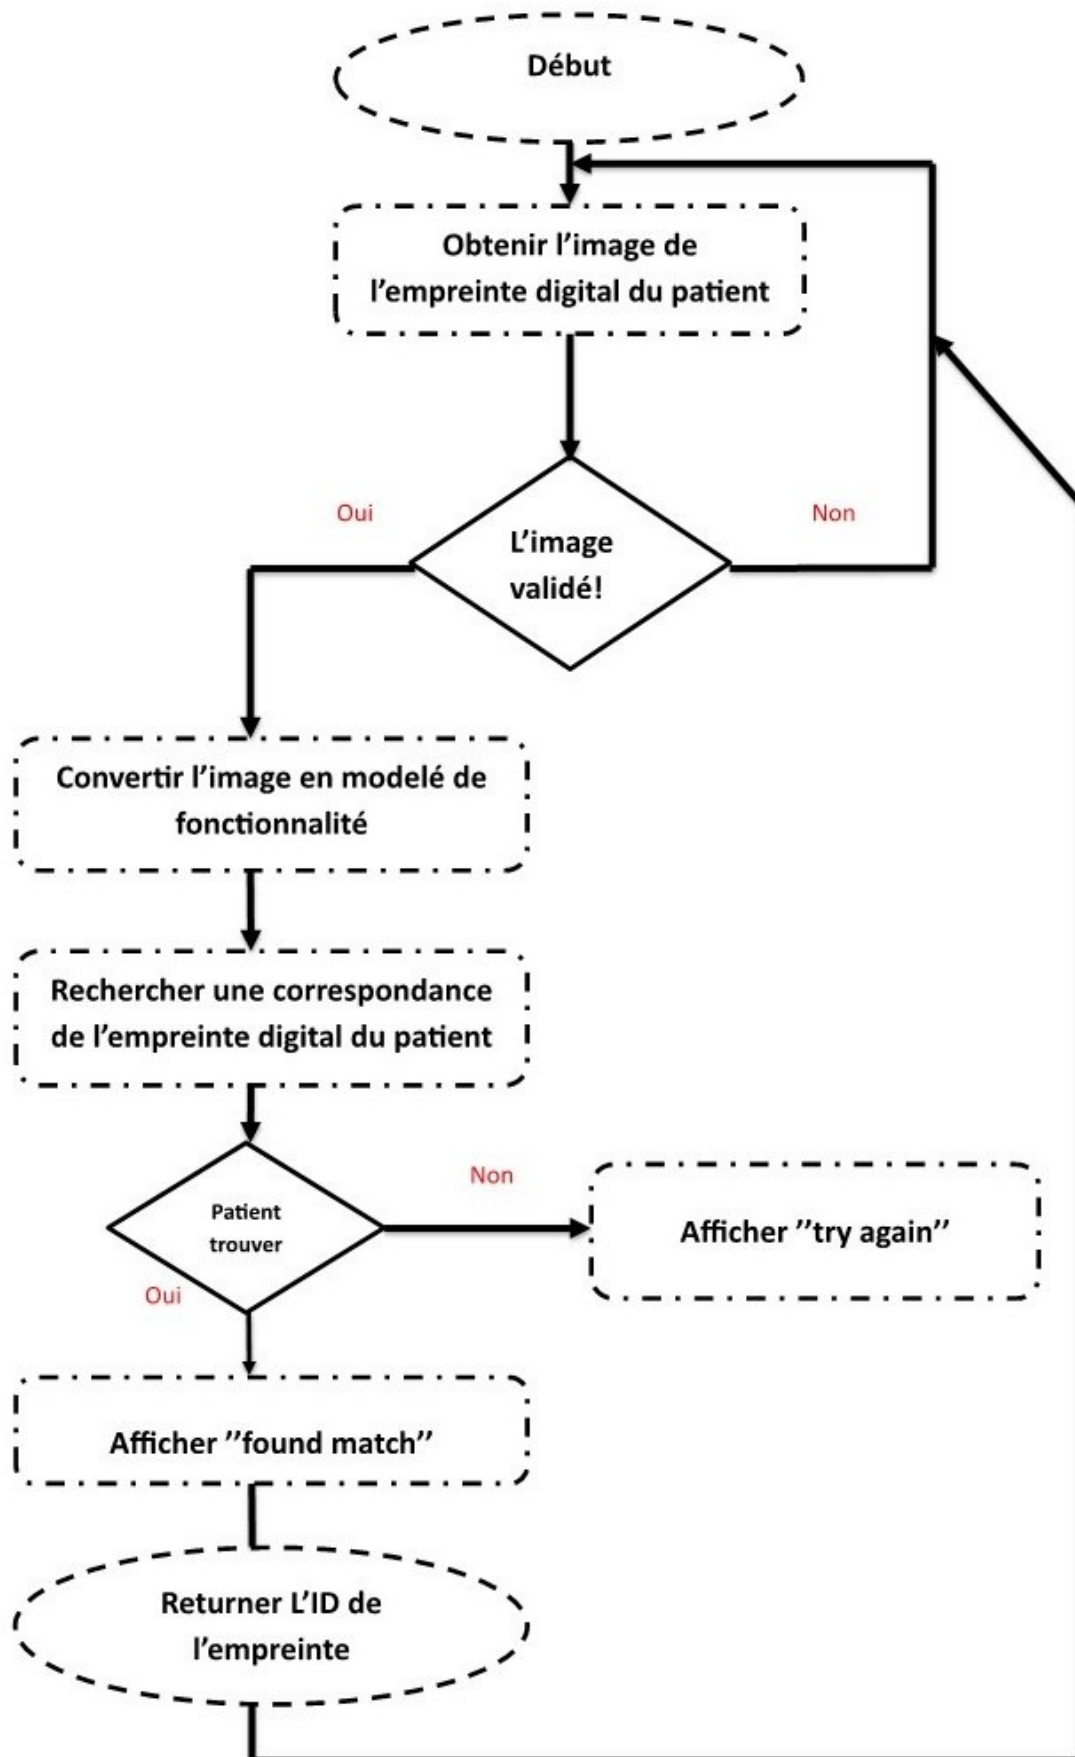 Début
Obtenir l’image de
l’empreinte digital du patient
Oui
Non
L’image
validé!
Convertir l’image en modelé de
fonctionnalité
Rechercher une correspondance
de l’empreinte digital du patient
Patient
trouver
Non
Oui
Afficher ’’try again’’
Afficher ’’found match’’
Returner L’ID de
l’empreinte